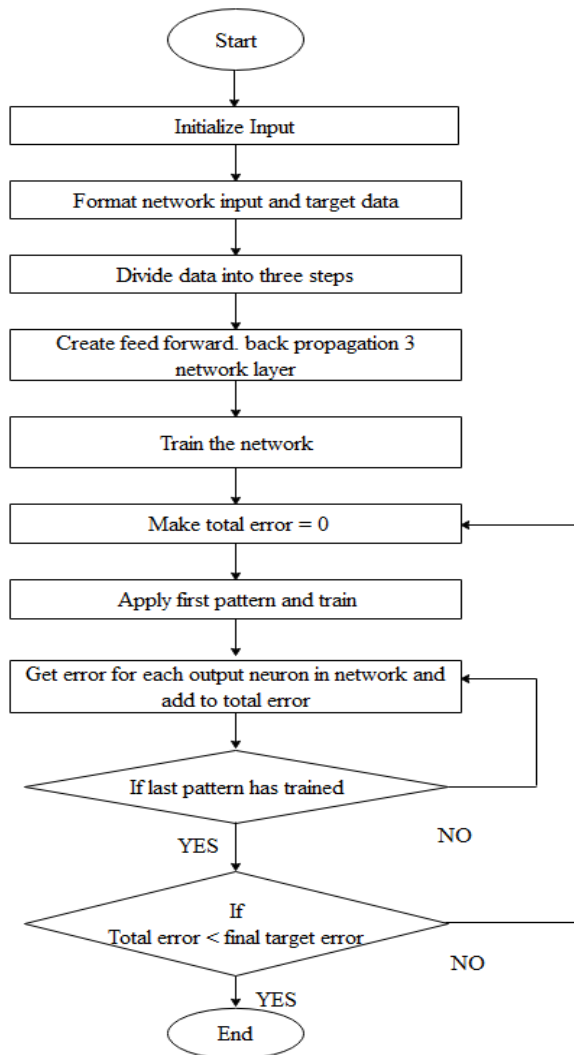 Start
Initialize Input
Format network input and target data
Divide data into three steps
Create feed forward. back propagation 3
network layer
Train the network
Make total error = 0
Apply first pattern and train
Get error for each output neuron in network and
add to total error
If last pattern has trained
NO
YES
If
Total error < final target error
NO
YES
End